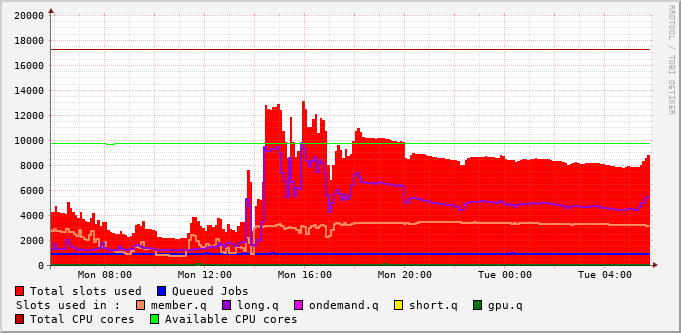 20000
18000
16000
14000
12000
10000
8000
6000
4000
2000
0
Mon 08:00 Mon 12:00 Mon 16:00 Mon 20:00 Tue 00:00 Tue 04:00
RRDTOOL / TOBI OETIKER
Total slots used Queued Jobs
Slots used in : member.q long.q ondemand.q short.q gpu.q
Total CPU cores Available CPU cores